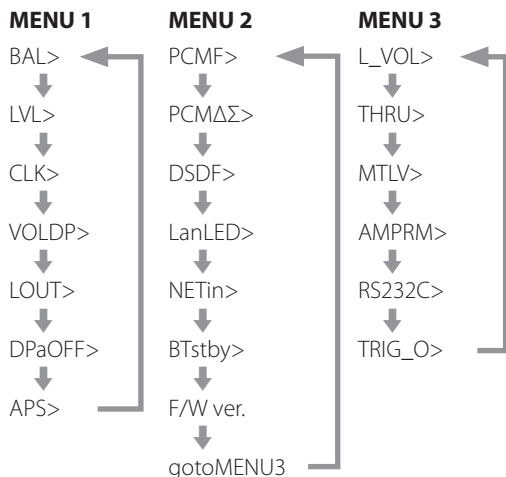 MENU 1
BAL>
LVL>
CLK>
VOLDP>
LOUT>
DPaOFF>
APS>
MENU 2
PCMF>
PCMΔΣ>
DSDF>
LanLED>
NETin>
BTstby>
F/W ver.
gotoMENU3
MENU 3
L_VOL>
THRU>
MTLV>
AMPRM>
RS232C>
TRIG_O>